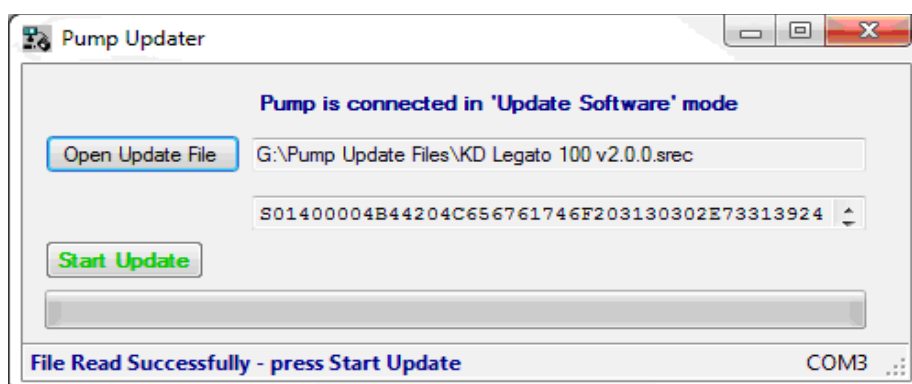 Pump Updater
Pump is connected in 'Update Software' mode
Open Update File G:\Pump Update Files\KD Legato 100 v2.0.0.srec
S01400004B44204C656761746F203130302E73313924
Start Update
File Read Successfully - press Start Update COM3